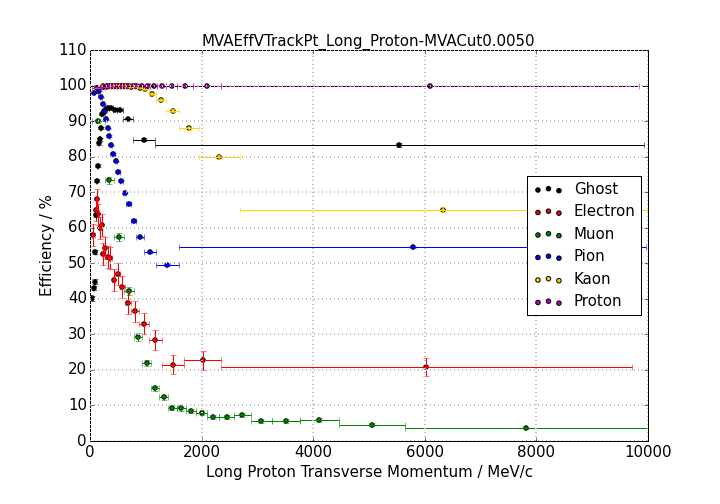 MVAEffVTrackPt_Long_Proton-MVACut0.0050
110
100
90
80
70
60
50
40
30
20
10
0
Efficiency / %
Ghost
Electron
Muon
Pion
Kaon
Proton
0 2000 4000 6000 8000 10000
Long Proton Transverse Momentum / MeV/c